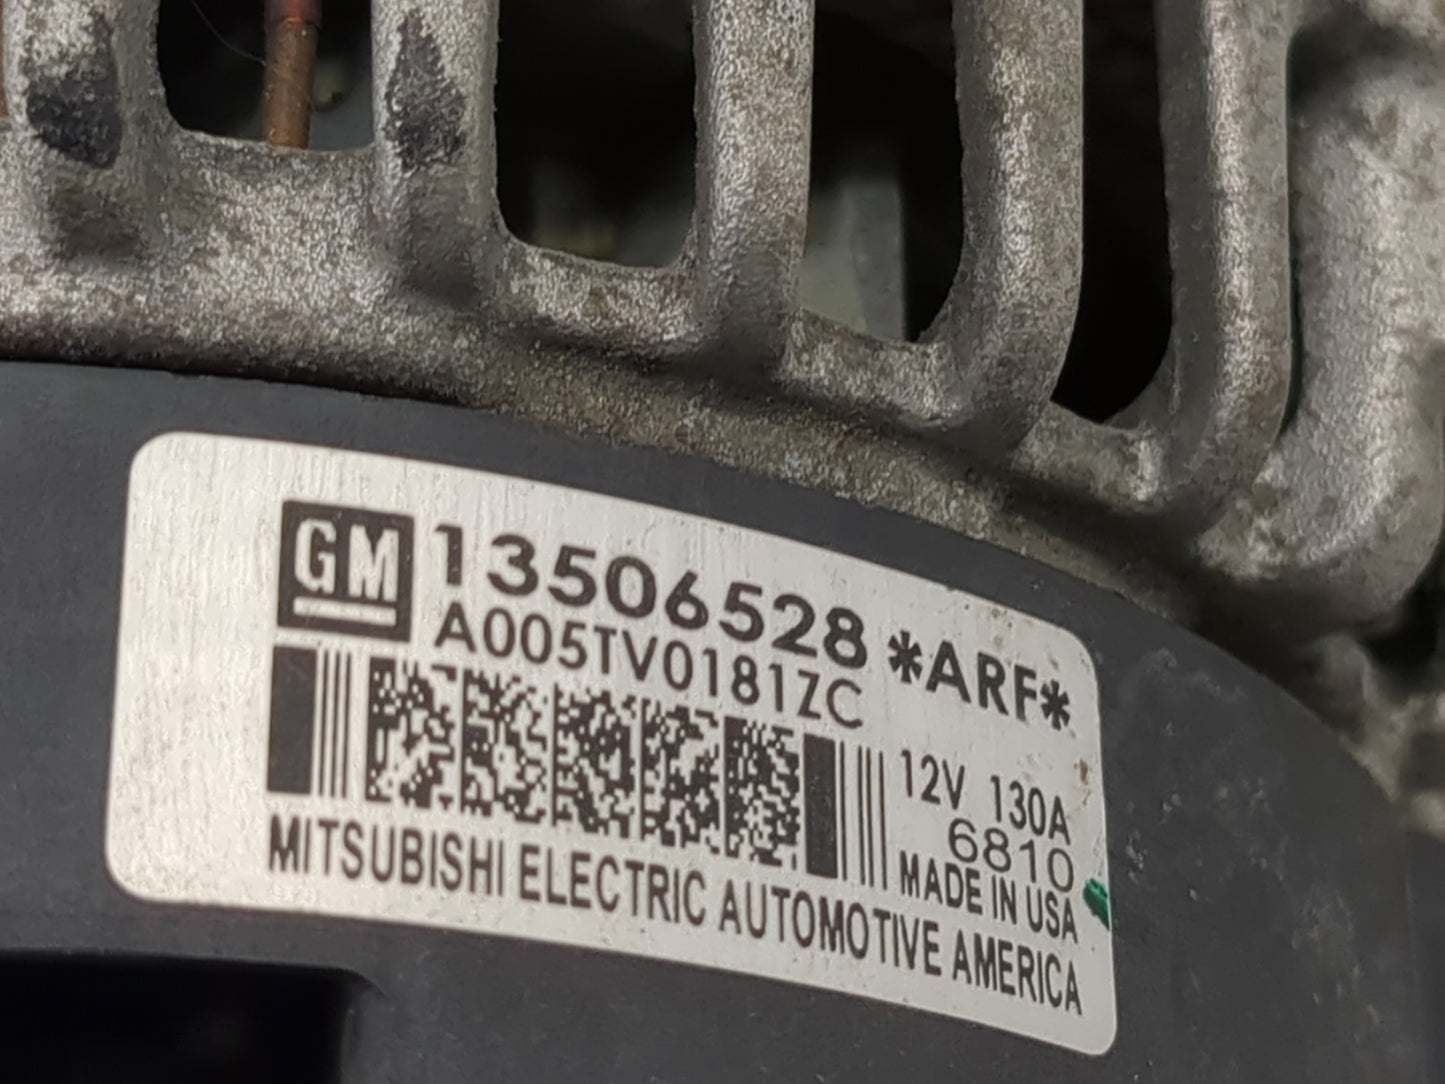 GM 13506528 *ARF*
A005TV0181ZC
12V 130A
6810
MADE IN USA
MITSUBISHI ELECTRIC AUTOMOTIVE AMERICA